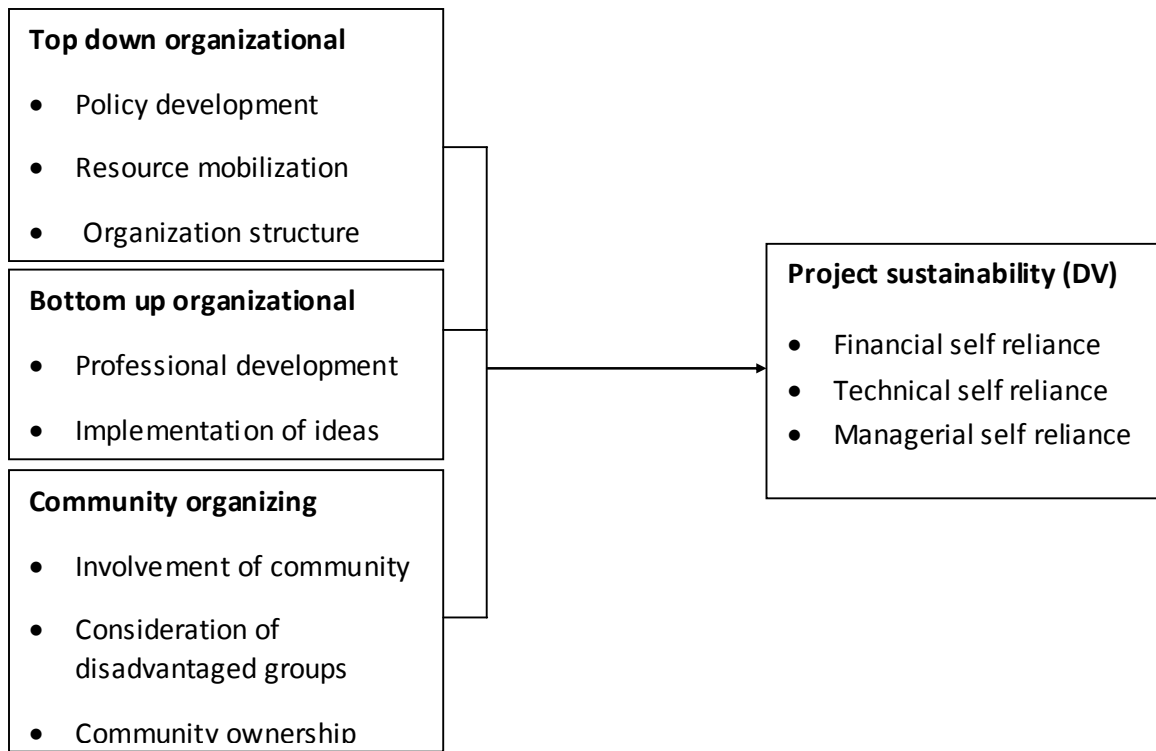 Top down organizational
• Policy development
• Resource mobilization
• Organization structure
Bottom up organizational
• Professional development
• Implementation of ideas
Community organizing
• Involvement of community
• Consideration of
disadvantaged groups
• Community ownership
Project sustainability (DV)
• Financial self reliance
• Technical self reliance
• Managerial self reliance